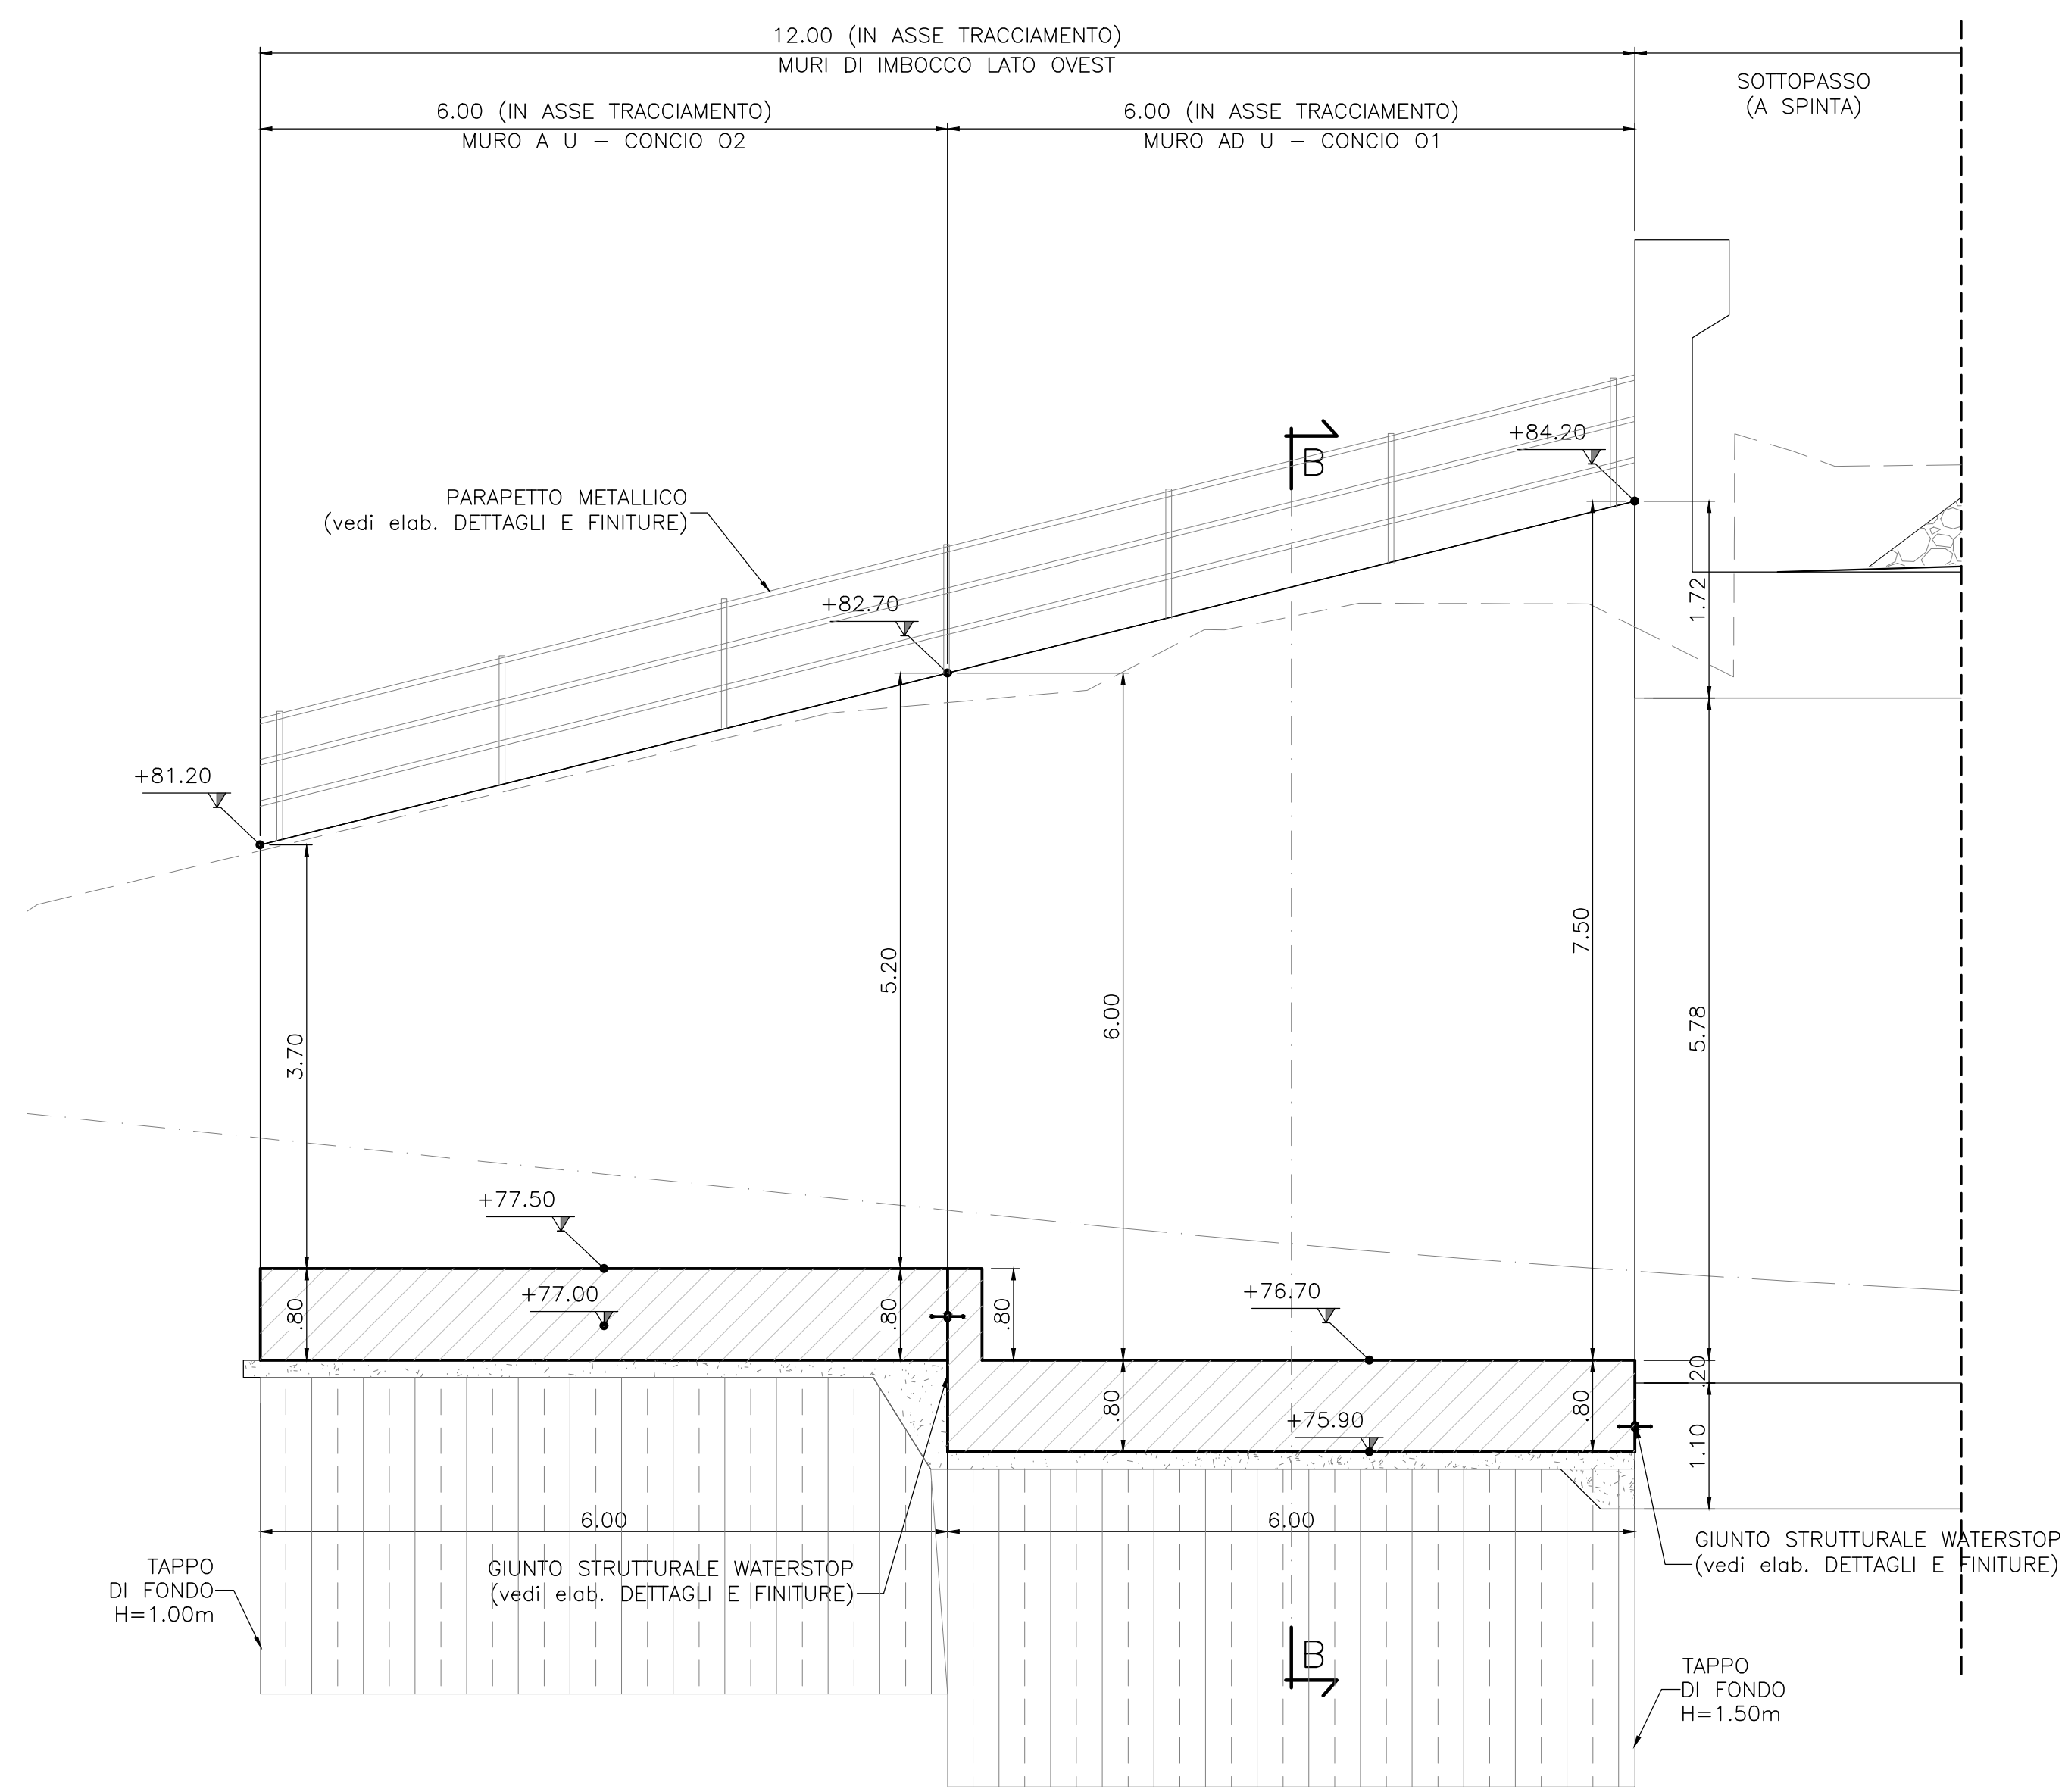 12.00 (IN ASSE TRACCIAMENTO)
MURI DI IMBOCCO LATO OVEST
SOTTOPASSO
(A SPINTA)
6.00 (IN ASSE TRACCIAMENTO)
MURO A U - CONCIO O2
6.00 (IN ASSE TRACCIAMENTO)
MURO AD U - CONCIO O1
+84.20
B
PARAPETTO METALLICO
(vedi elab. DETTAGLI E FINITURE)
1.72
+82.70
+81.20
7.50
5.20
6.00
5.78
3.70
+77.50
+77.00
+76.70
.80
.80
.80
.20
.80
.80
+75.90
1.10
6.00
6.00
GIUNTO STRUTTURALE WATERSTOP
(vedi elab. DETTAGLI E FINITURE)
GIUNTO STRUTTURALE WATERSTOP
(vedi elab. DETTAGLI E FINITURE)
TAPPO
DI FONDO
H=1.00m
B
TAPPO
DI FONDO
H=1.50m